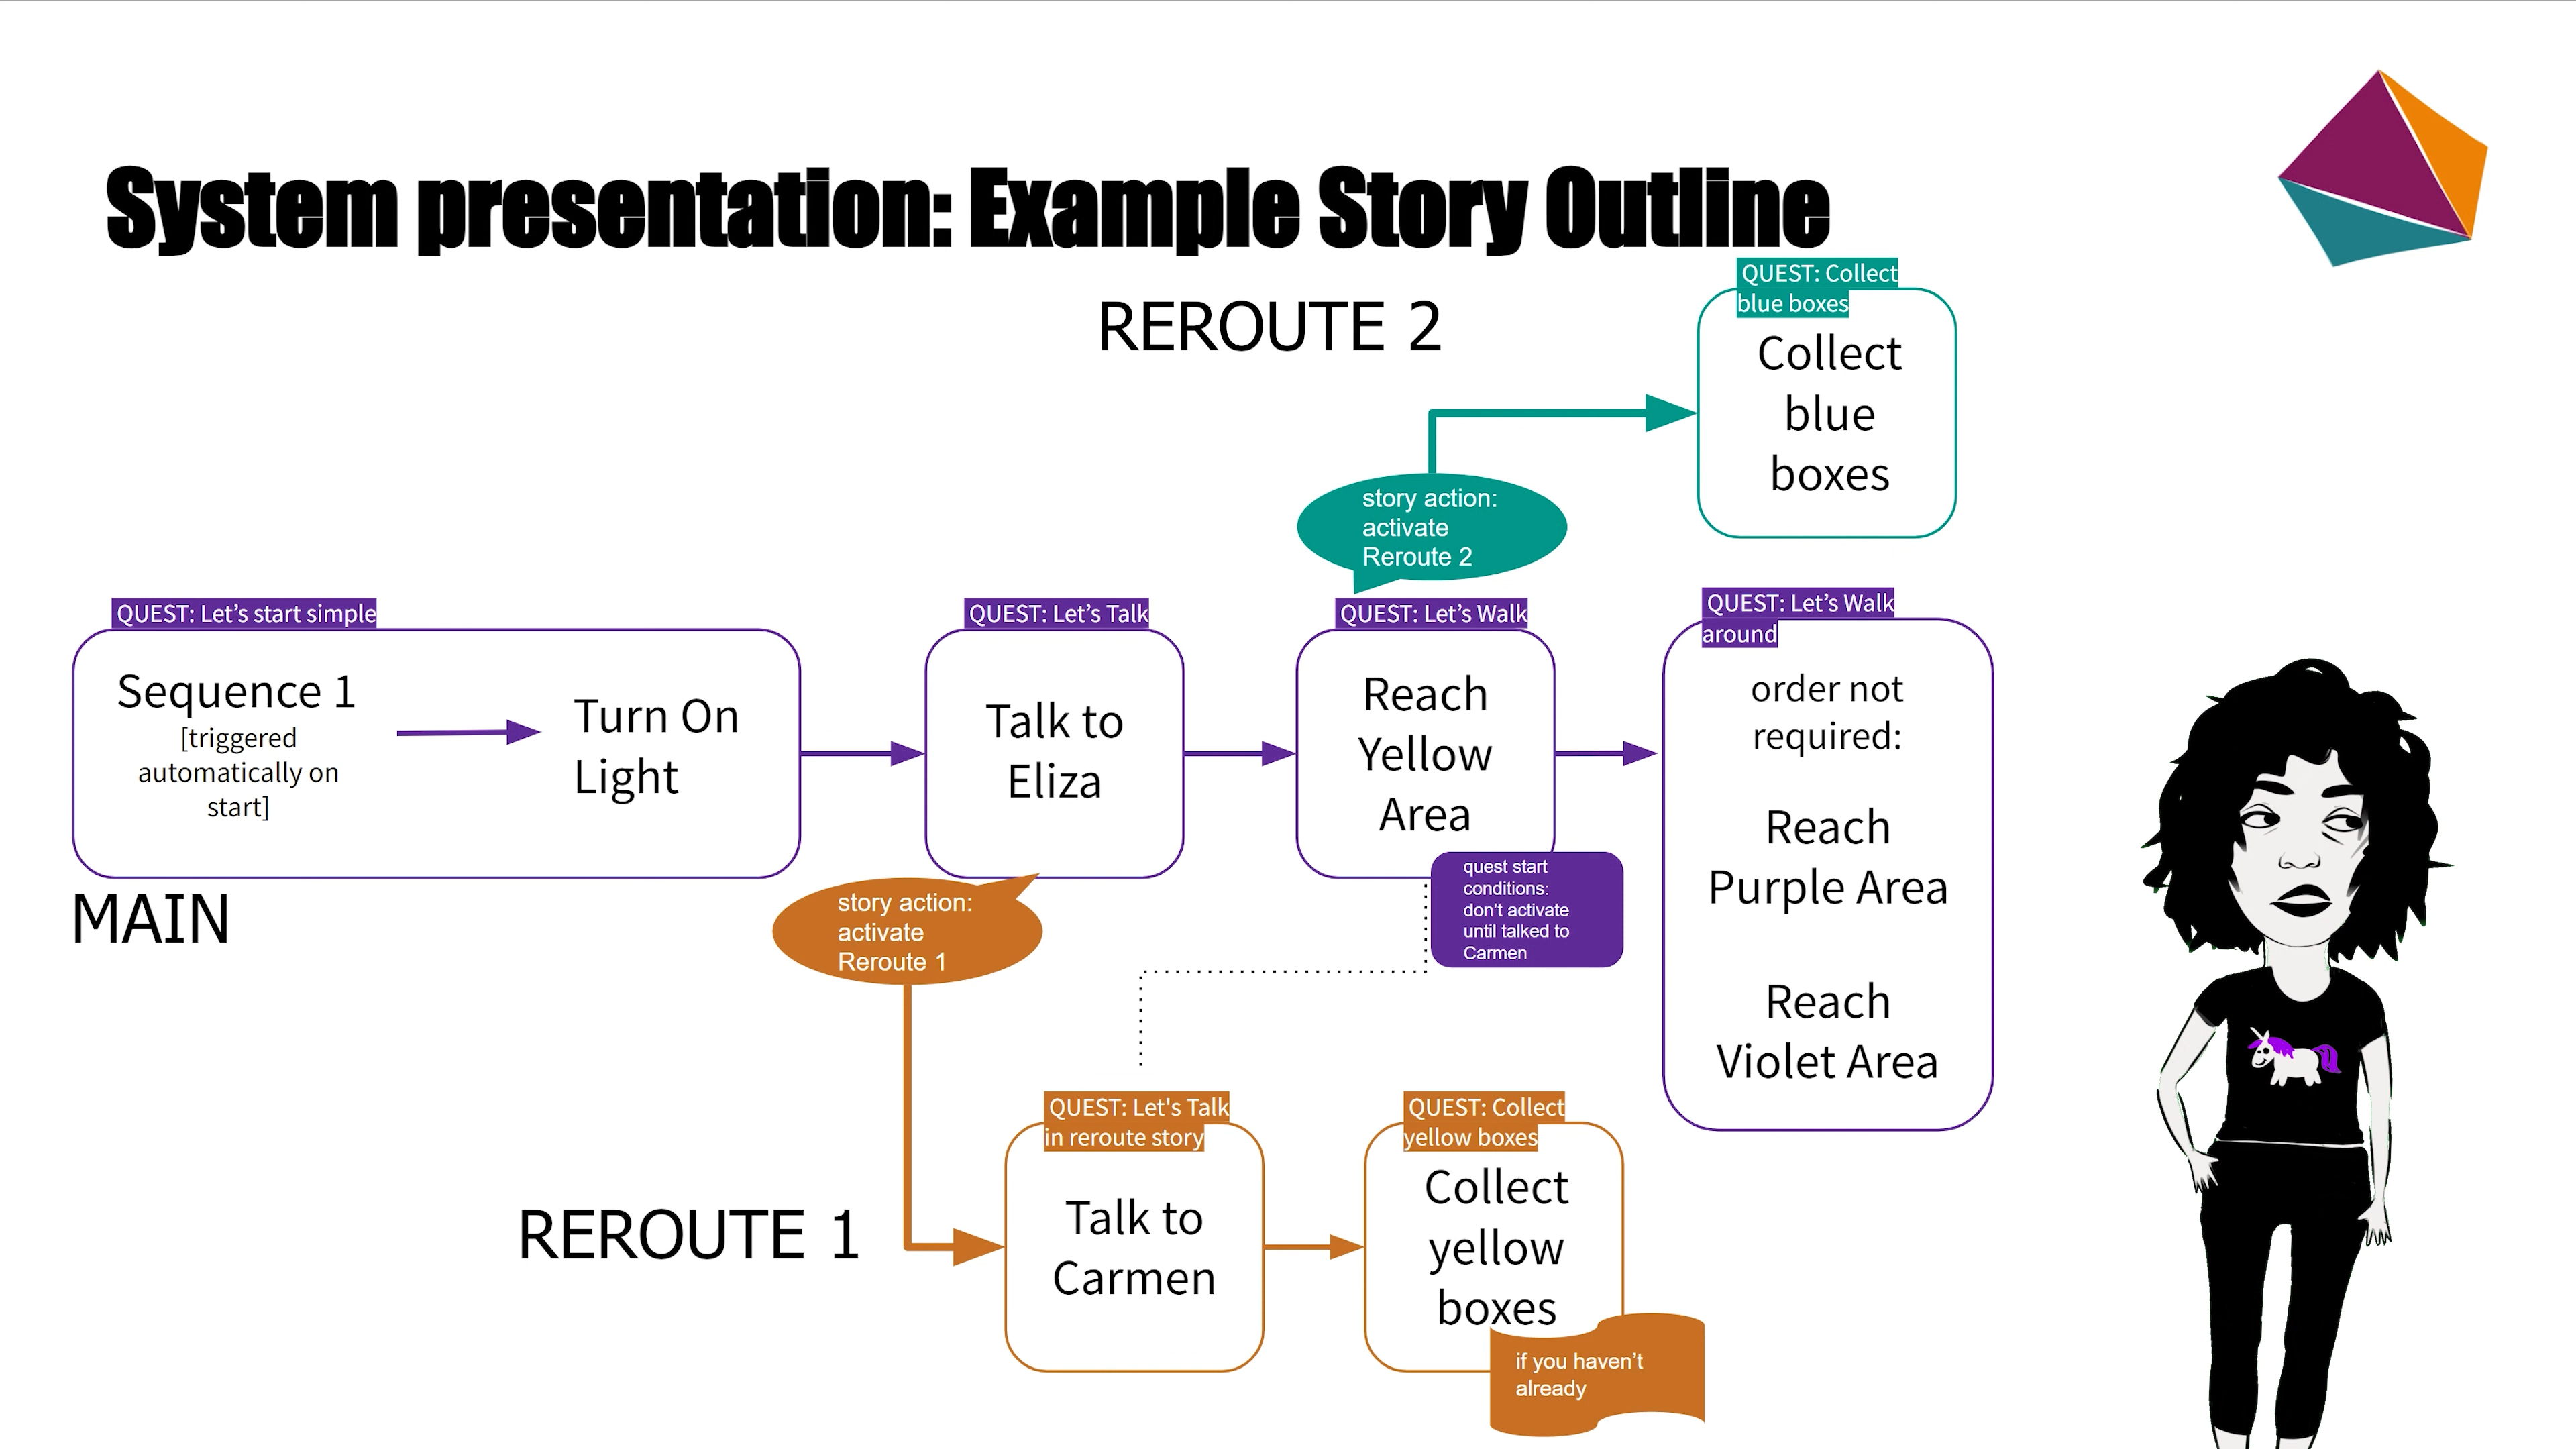 System presentation: Example Story Outline
QUEST: Collect
blue boxes
REROUTE 2
Collect
blue
boxes
story action:
activate
Reroute 2
QUEST: Let’s start simple
Sequence 1
[triggered
automatically on
start]
Turn On
Light
QUEST: Let’s Talk
Talk to
Eliza
QUEST: Let’s Walk
Reach
Yellow
Area
QUEST: Let’s Walk
around
order not
required:
Reach
Purple Area
Reach
Violet Area
MAIN
story action:
activate
Reroute 1
quest start
conditions:
don’t activate
until talked to
Carmen
REROUTE 1
QUEST: Let's Talk
in reroute story
Talk to
Carmen
QUEST: Collect
yellow boxes
Collect
yellow
boxes
if you haven’t
already